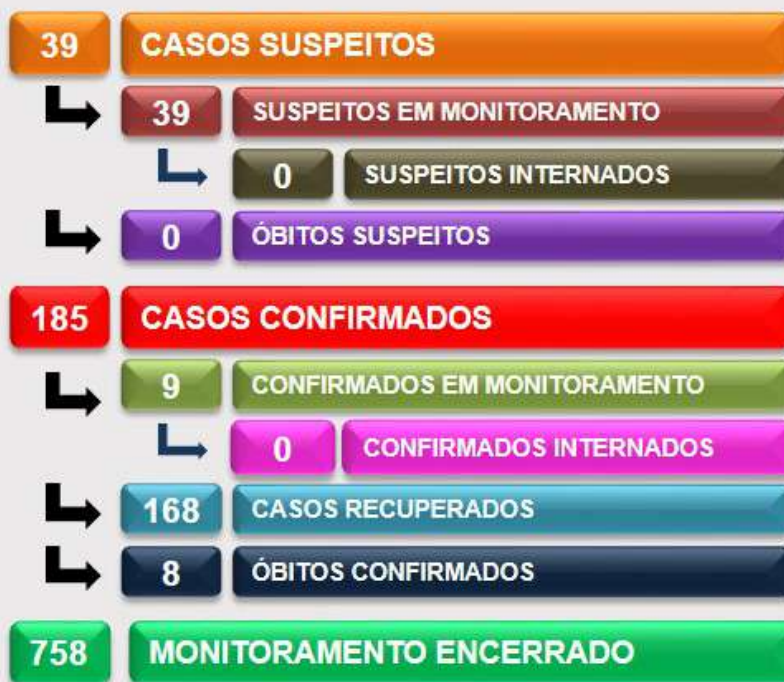 39 CASOS SUSPEITOS
39 SUSPEITOS EM MONITORAMENTO
0 SUSPEITOS INTERNADOS
0 ÓBITOS SUSPEITOS
185 CASOS CONFIRMADOS
9 CONFIRMADOS EM MONITORAMENTO
0 CONFIRMADOS INTERNADOS
168 CASOS RECUPERADOS
8 ÓBITOS CONFIRMADOS
758 MONITORAMENTO ENCERRADO